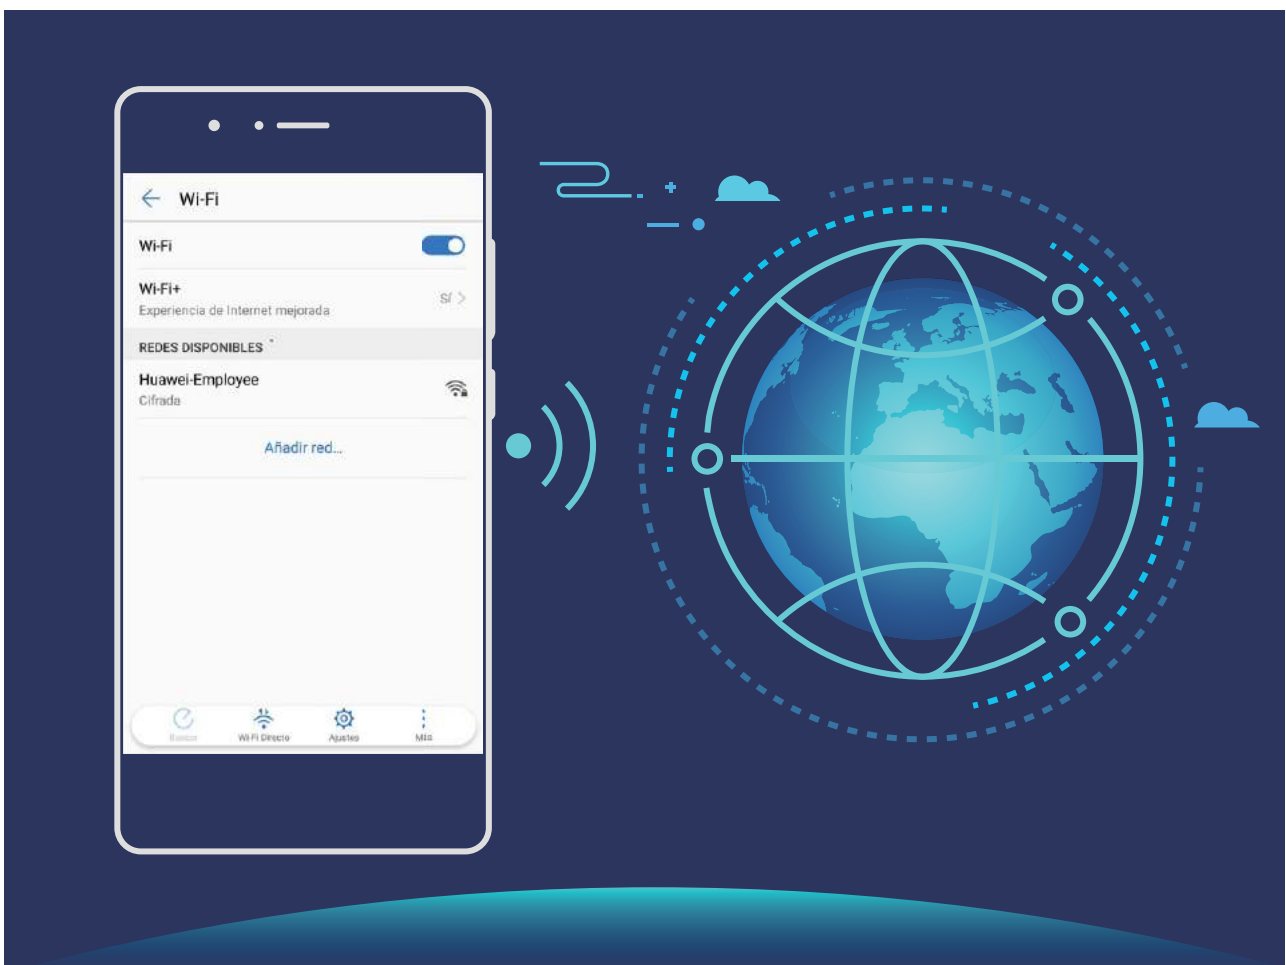 Wi-Fi
Wi-Fi
Wi-Fi+
Experiencia de Internet mejorada
Sí
REDES DISPONIBLES
Huawei-Employee
Cifrada
Añadir red...
Buscar
Wi-Fi Directo
Ajustes
Más